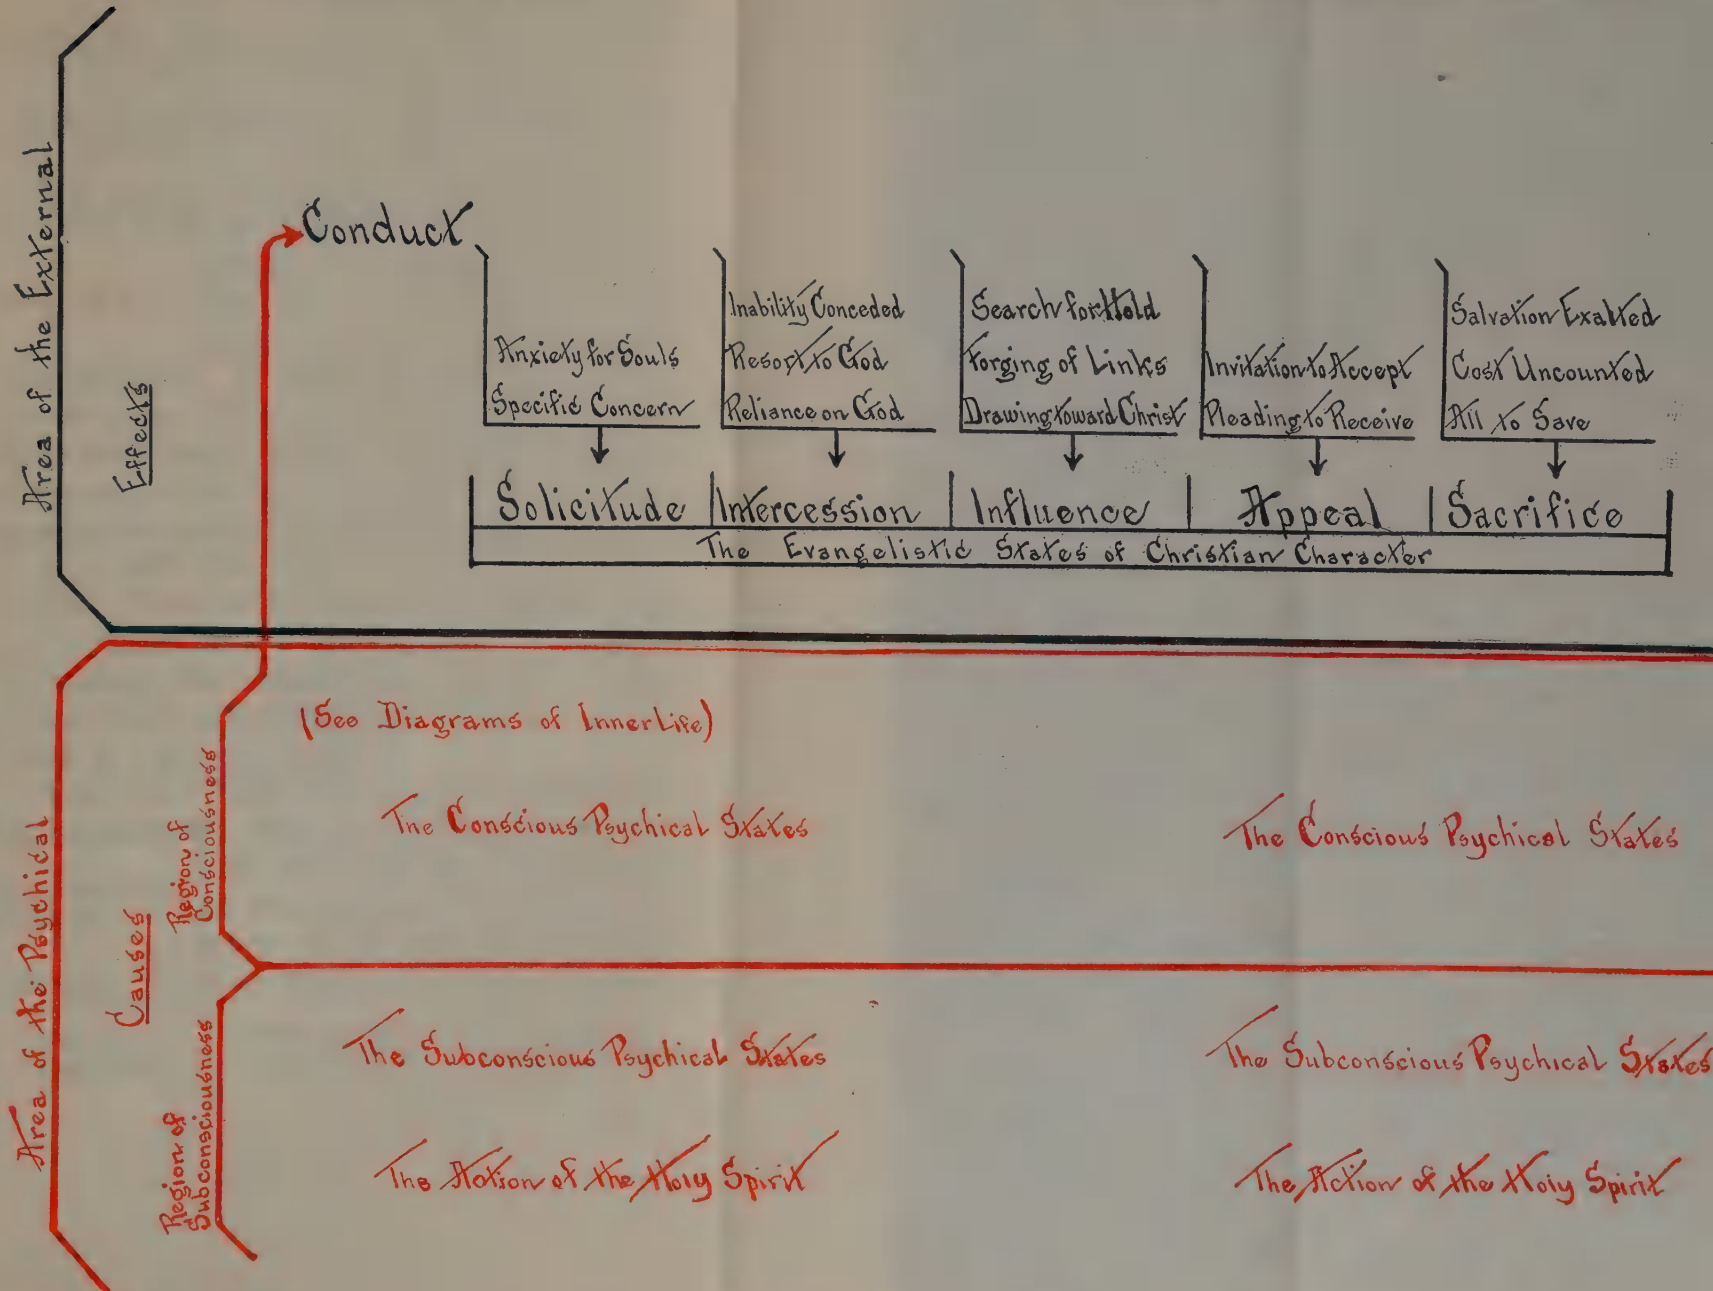 Area of the External
Effects
Conduct
Anxiety for Souls
Specific Concern
Inability Conceded
Resort to God
Reliance on God
Search for Hold
Forging of Links
Drawing toward Christ
Invitation to Accept
Pleading to Receive
Salvation Exalted
Cost Uncounted
All to Save
Solicitude
Intercession
Influence
Appeal
Sacrifice
The Evangelistic States of Christian Character
Area of the Psychical
Causes
Region of
Consciousness
(See Diagrams of Inner Life)
The Conscious Psychical States
The Conscious Psychical States
Region of
Subconsciousness
The Subconscious Psychical States
The Subconscious Psychical States
The Action of the Holy Spirit
The Action of the Holy Spirit